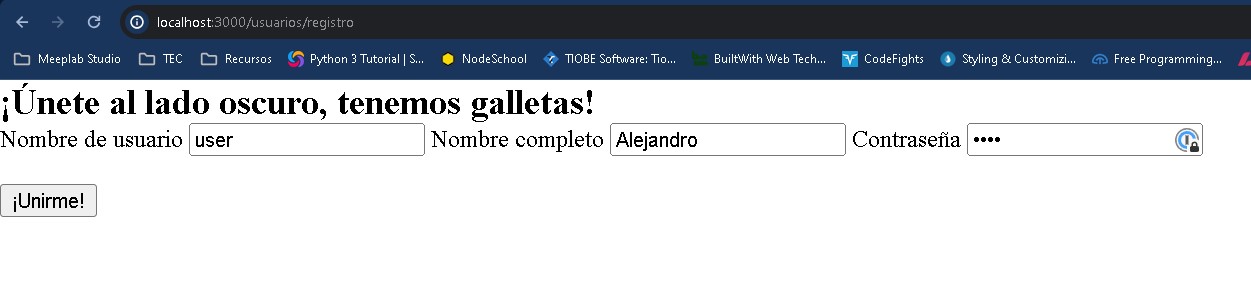 localhost:3000/usuarios/registro
Meeplab Studio TEC Recursos Python 3 Tutorial | S... NodeSchool TIOBE Software: Tio... BuiltWith Web Tech... CodeFights Styling & Customizi... Free Programming...
¡Únete al lado oscuro, tenemos galletas!
Nombre de usuario user Nombre completo Alejandro Contraseña ••••
¡Unirme!